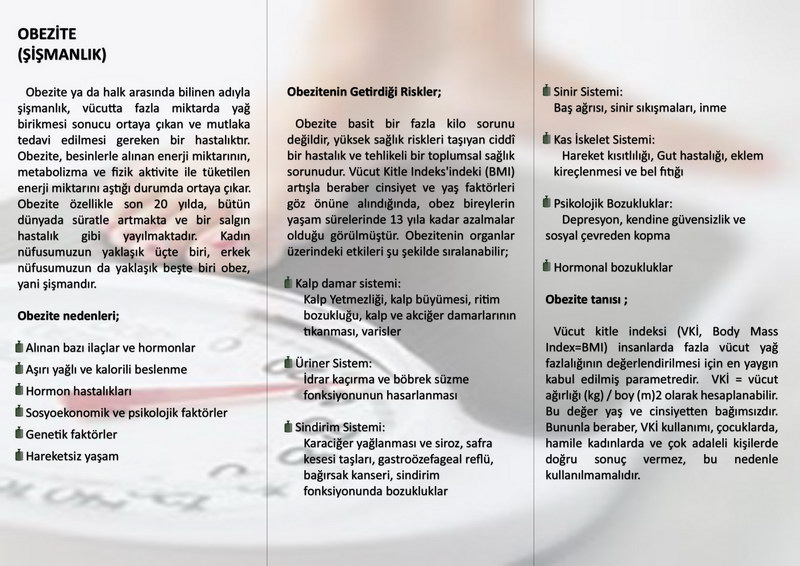 OBEZİTE
(ŞİŞMANLIK)
Obezite ya da halk arasında bilinen adıyla
şişmanlık, vücutta fazla miktarda yağ
birikmesi sonucu ortaya çıkan ve mutlaka
tedavi edilmesi gereken bir hastalıktır.
Obezite, besinlerle alınan enerji miktarının,
metabolizma ve fizik aktivite ile tüketilen
enerji miktarını aştığı durumda ortaya çıkar.
Obezite özellikle son 20 yılda, bütün
dünyada süratle artmakta ve bir salgın
hastalık gibi yayılmaktadır. Kadın
nüfusumuzun yaklaşık üçte biri, erkek
nüfusumuzun da yaklaşık beşte biri obez,
yani şişmandır.
Obezite nedenleri;
Alınan bazı ilaçlar ve hormonlar
Aşırı yağlı ve kalorili beslenme
Hormon hastalıkları
Sosyoekonomik ve psikolojik faktörler
Genetik faktörler
Hareketsiz yaşam
Obezitenin Getirdiği Riskler;
Obezite basit bir fazla kilo sorunu
değildir, yüksek sağlık riskleri taşıyan ciddî
bir hastalık ve tehlikeli bir toplumsal sağlık
sorunudur. Vücut Kitle Indeks'indeki (BMI)
artışla beraber cinsiyet ve yaş faktörleri
göz önüne alındığında, obez bireylerin
yaşam sürelerinde 13 yıla kadar azalmalar
olduğu görülmüştür. Obezitenin organlar
üzerindeki etkileri şu şekilde sıralanabilir;
Kalp damar sistemi:
Kalp Yetmezliği, kalp büyümesi, ritim
bozukluğu, kalp ve akciğer damarlarının
tıkanması, varisler
Üriner Sistem:
İdrar kaçırma ve böbrek süzme
fonksiyonunun hasarlanması
Sindirim Sistemi:
Karaciğer yağlanması ve siroz, safra
kesesi taşları, gastroözefageal reflü,
bağırsak kanseri, sindirim
fonksiyonunda bozukluklar
Sinir Sistemi:
Baş ağrısı, sinir sıkışmaları, inme
Kas İskelet Sistemi:
Hareket kısıtlılığı, Gut hastalığı, eklem
kireçlenmesi ve bel fıtığı
Psikolojik Bozukluklar:
Depresyon, kendine güvensizlik ve
sosyal çevreden kopma
Hormonal bozukluklar
Obezite tanısı ;
Vücut kitle indeksi (VKİ, Body Mass
Index=BMI) insanlarda fazla vücut yağ
fazlalığının değerlendirilmesi için en yaygın
kabul edilmiş parametredir. VKİ = vücut
ağırlığı (kg) / boy (m)2 olarak hesaplanabilir.
Bu değer yaş ve cinsiyetten bağımsızdır.
Bununla beraber, VKİ kullanımı, çocuklarda,
hamile kadınlarda ve çok adaleli kişilerde
doğru sonuç vermez, bu nedenle
kullanılmamalıdır.